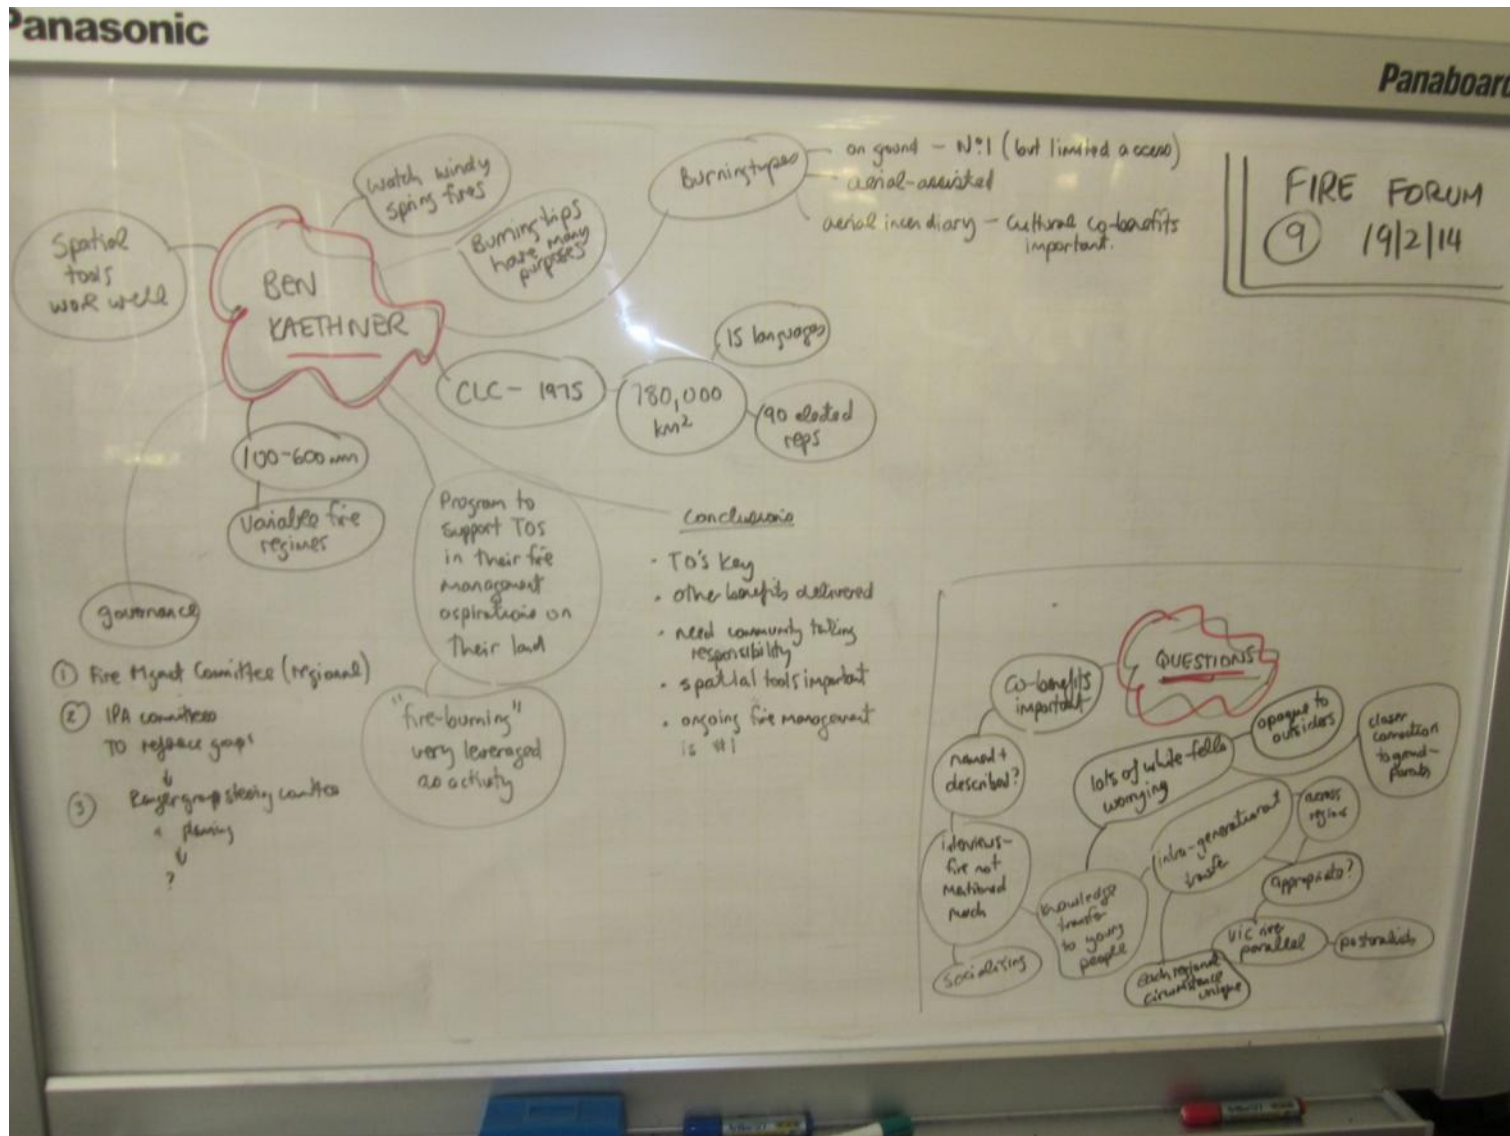 Panasonic
Panaboard
FIRE FORUM
9 19/2/14
BEN
KAETHNER
Spatial
tools
work well
watch windy
spring fires
Burning trips
have many
purposes
Burning types
on ground - No.1 (but limited access)
aerial-assisted
aerial incendiary - Cultural co-benefits
important.
CLC - 1975
780,000
km²
15 languages
90 elected
reps
100-600 mm
Variable fire
regimes
governance
① Fire Mgmt Committee (regional)
② IPA committees
TO reference groups
↓
③ Ranger group steering committee
planning
↓
?
Program to
support TOS
in their fire
management
aspirations on
their land
"fire-burning"
very leveraged
as activity
Conclusions
· TO's key
· other benefits delivered
· need community taking
responsibility
· spatial tools important
· ongoing fire management
is #1
QUESTIONS
Co-benefits
important
named +
described?
interviews-
fire not
mentioned
much
socialising
knowledge
transfer
to young
people
lots of white-fellas
worrying
opaque to
outsiders
closer
connection
to grand-
parents
intra-generational
transfer
across
regions
appropriate?
Vic river
parallel
pastoralists
each regional
circumstance
unique